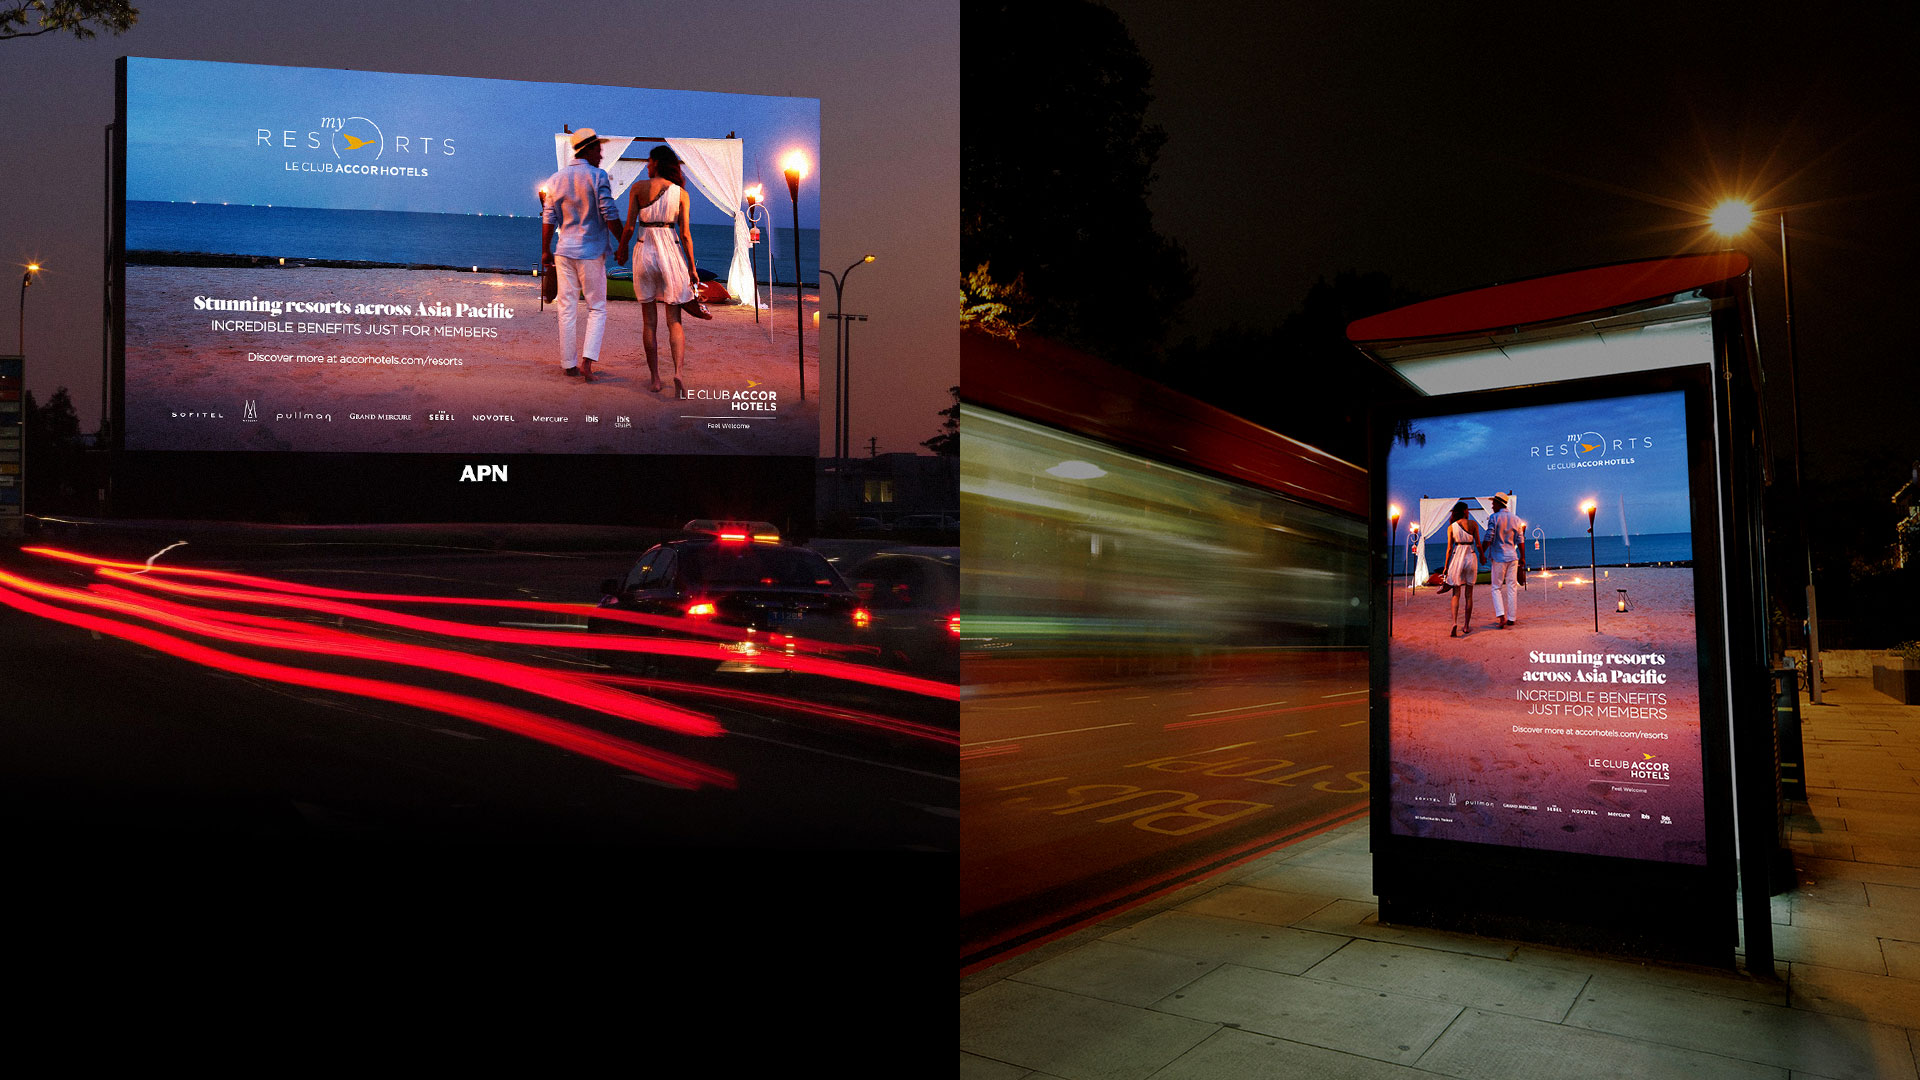 my
RESORTS
LE CLUB ACCORHOTELS
Stunning resorts across Asia Pacific
INCREDIBLE BENEFITS JUST FOR MEMBERS
Discover more at accorhotels.com/resorts
LE CLUB ACCOR
HOTELS
Feel Welcome
SOFITEL M pullman GRAND MERCURE THE SEBEL NOVOTEL Mercure ibis ibis STYLES
APN
my
RESORTS
LE CLUB ACCORHOTELS
Stunning resorts
across Asia Pacific
INCREDIBLE BENEFITS
JUST FOR MEMBERS
Discover more at accorhotels.com/resorts
LE CLUB ACCOR
HOTELS
Feel Welcome
SOFITEL M pullman GRAND MERCURE THE SEBEL NOVOTEL Mercure ibis ibis STYLES
BUS
STOP